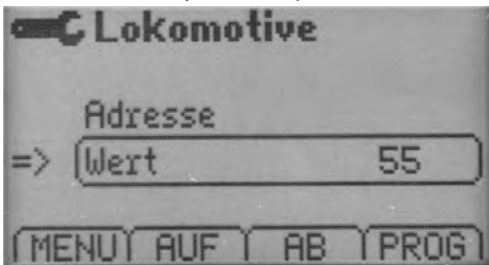 Lokomotive
Adresse
=> Wert 55
MENU AUF AB PROG